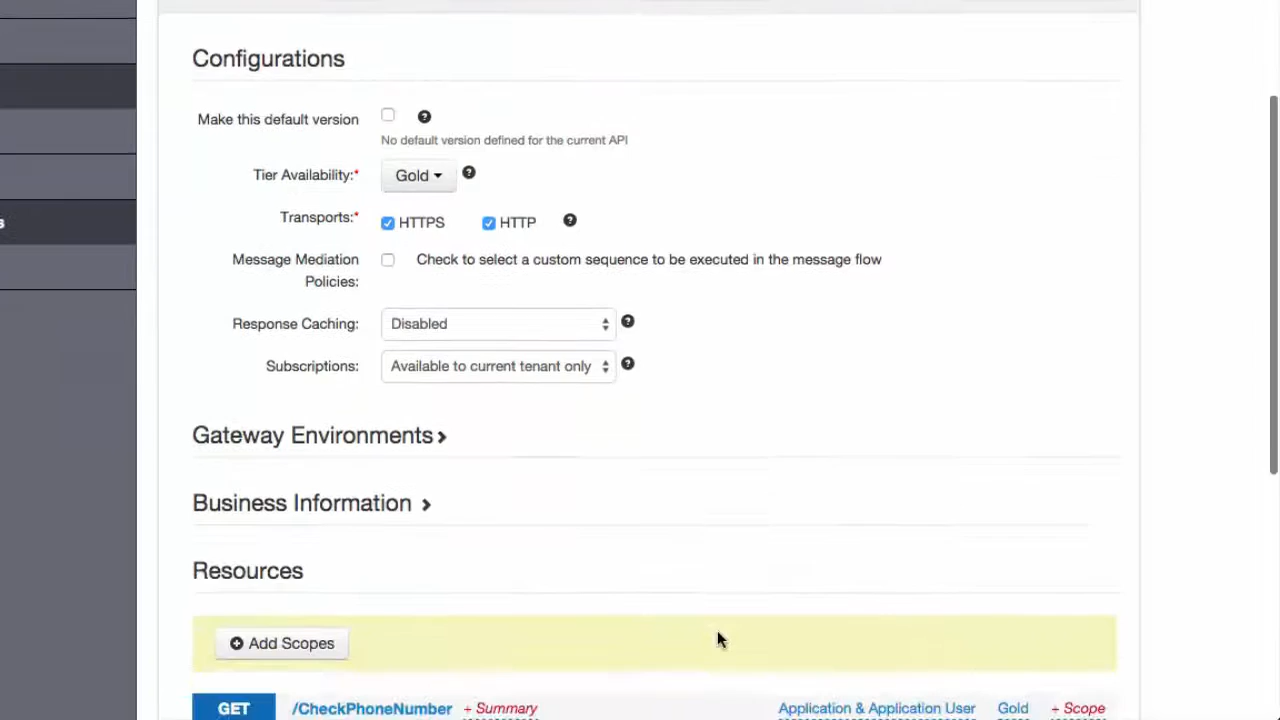 Configurations
Make this default version
No default version defined for the current API
Tier Availability:* Gold
Transports:* HTTPS HTTP
Message Mediation Policies: Check to select a custom sequence to be executed in the message flow
Response Caching: Disabled
Subscriptions: Available to current tenant only
Gateway Environments
Business Information
Resources
Add Scopes
GET /CheckPhoneNumber + Summary Application & Application User Gold + Scope